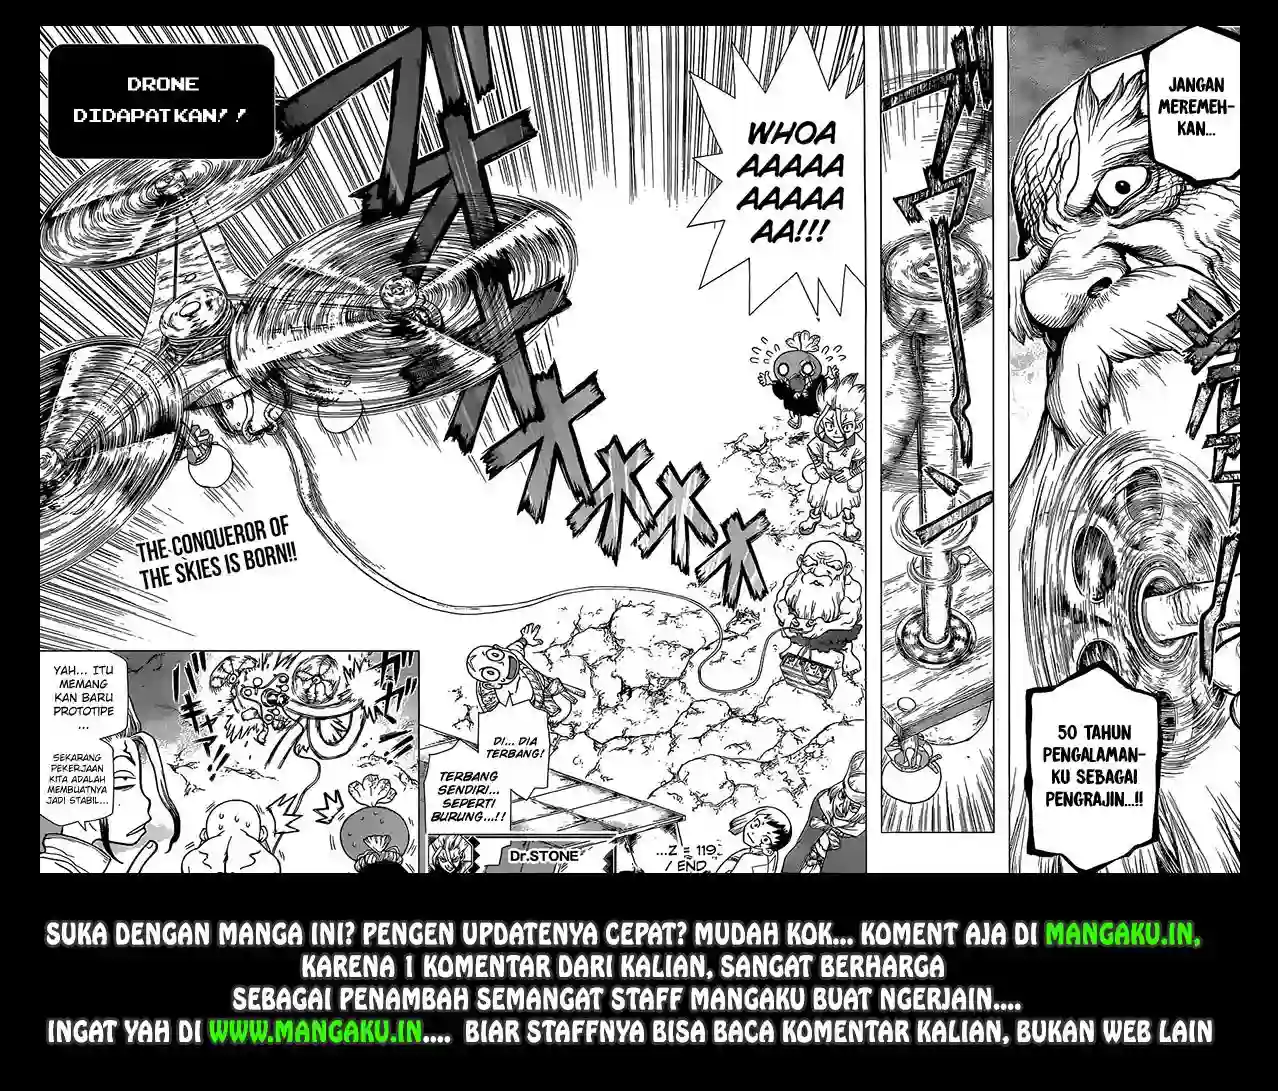 JANGAN
MEREMEH-
KAN...
50 TAHUN
PENGALAMAN-
KU SEBAGAI
PENGRAJIN...!!
WHOA
AAAAA
AAAAA
AA!!!
DRONE
DIDAPATKAN!!
THE CONQUEROR OF
THE SKIES IS BORN!!
DI... DIA
TERBANG!
TERBANG
SENDIRI...
SEPERTI
BURUNG...!!
YAH... ITU
MEMANG
KAN BARU
PROTOTIPE
...
SEKARANG
PEKERJAAN
KITA ADALAH
MEMBUATNYA
JADI STABIL...
Dr.STONE
...Z = 119
/ END
SUKA DENGAN MANGA INI? PENGEN UPDATENYA CEPAT? MUDAH KOK... KOMENT AJA DI MANGAKU.IN,
KARENA 1 KOMENTAR DARI KALIAN, SANGAT BERHARGA
SEBAGAI PENAMBAH SEMANGAT STAFF MANGAKU BUAT NGERJAIN....
INGAT YAH DI WWW.MANGAKU.IN.... BIAR STAFFNYA BISA BACA KOMENTAR KALIAN, BUKAN WEB LAIN